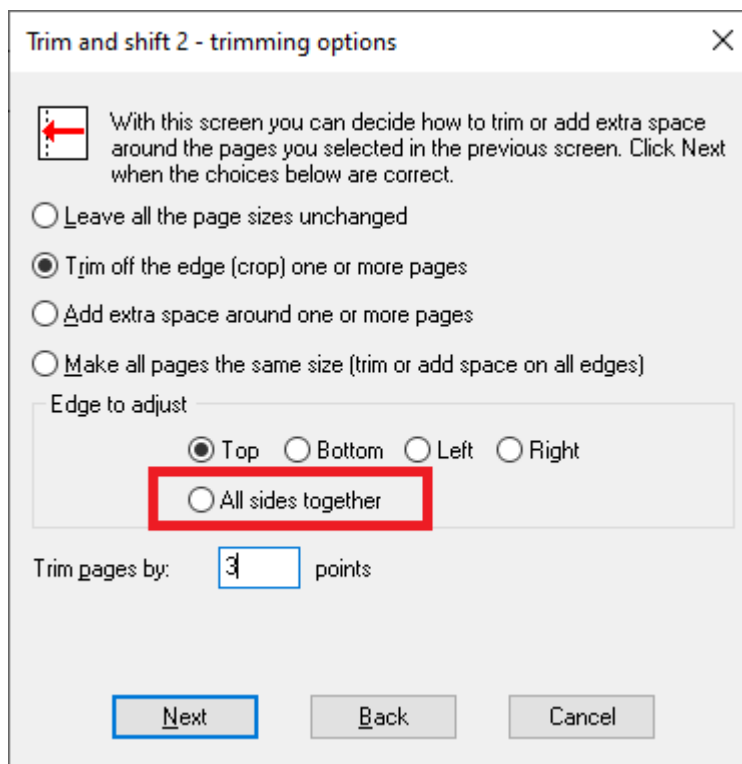 Trim and shift 2 - trimming options
With this screen you can decide how to trim or add extra space
around the pages you selected in the previous screen. Click Next
when the choices below are correct.
Leave all the page sizes unchanged
Trim off the edge (crop) one or more pages
Add extra space around one or more pages
Make all pages the same size (trim or add space on all edges)
Edge to adjust
Top Bottom Left Right
All sides together
Trim pages by: 3 points
Next Back Cancel